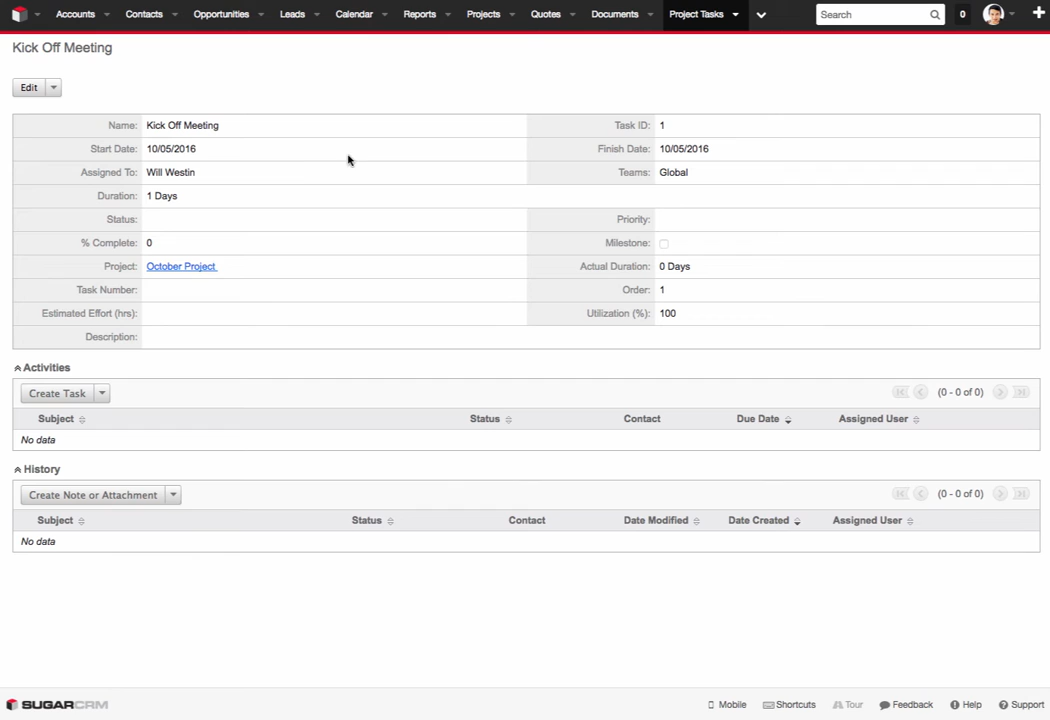 Accounts Contacts Opportunities Leads Calendar Reports Projects Quotes Documents Project Tasks Search 0
Kick Off Meeting
Edit
Name: Kick Off Meeting Task ID: 1
Start Date: 10/05/2016 Finish Date: 10/05/2016
Assigned To: Will Westin Teams: Global
Duration: 1 Days
Status: Priority:
% Complete: 0 Milestone:
Project: October Project Actual Duration: 0 Days
Task Number: Order: 1
Estimated Effort (hrs): Utilization (%): 100
Description:
Activities
Create Task (0 - 0 of 0)
Subject Status Contact Due Date Assigned User
No data
History
Create Note or Attachment (0 - 0 of 0)
Subject Status Contact Date Modified Date Created Assigned User
No data
SUGARCRM Mobile Shortcuts Tour Feedback Help Support